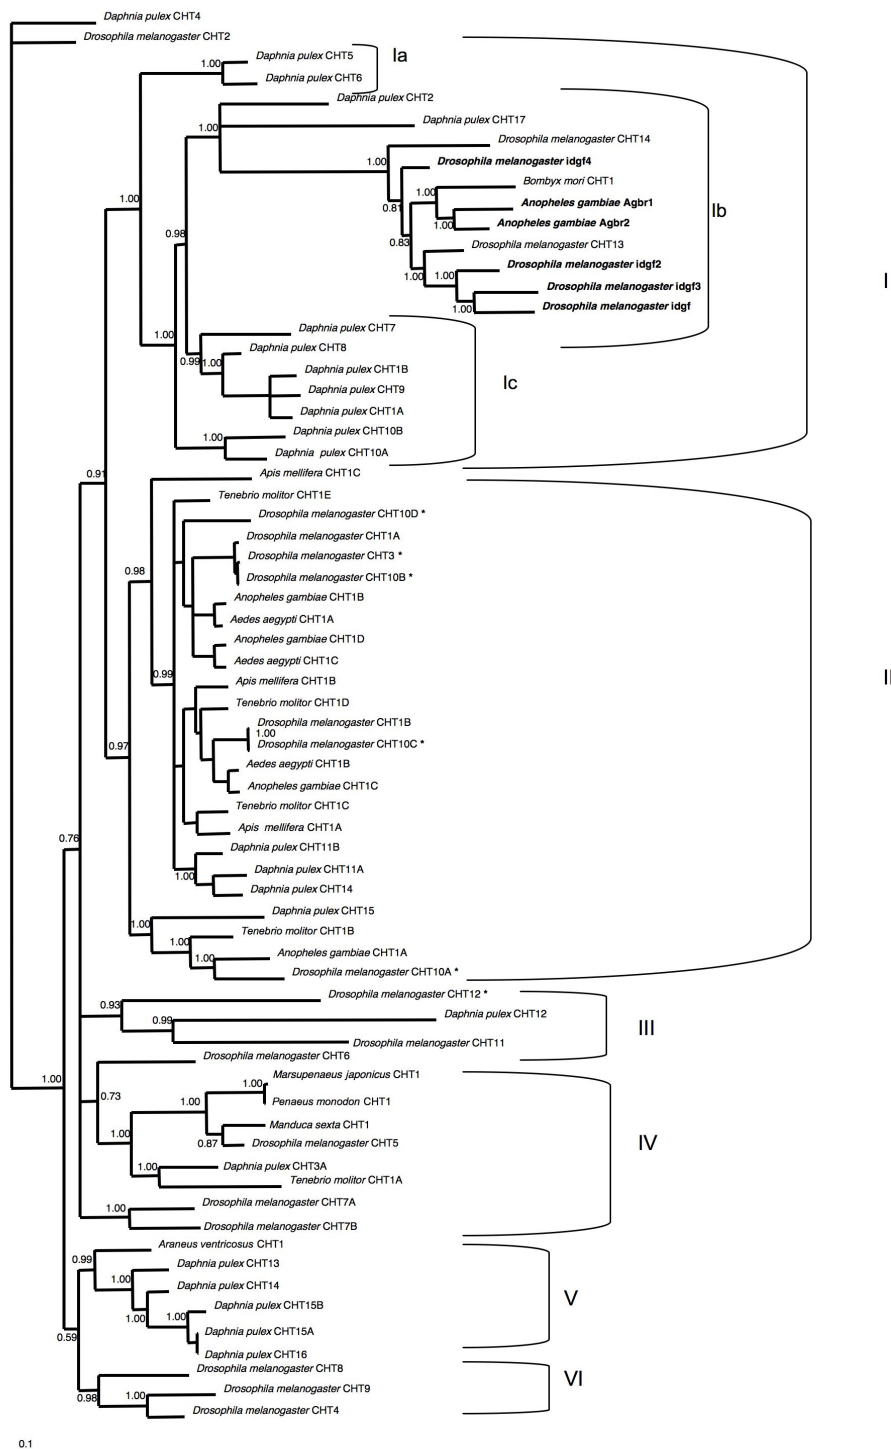 Daphnia pulex CHT4
Drosophila melanogaster CHT2
Daphnia pulex CHT5
Ia
1.00
Daphnia pulex CHT6
Daphnia pulex CHT2
Daphnia pulex CHT17
1.00
Drosophila melanogaster CHT14
1.00
Drosophila melanogaster idgf4
Bombyx mori CHT1
1.00
Anopheles gambiae Agbr1
1.00
0.81
Ib
Anopheles gambiae Agbr2
1.00
0.98
0.83
Drosophila melanogaster CHT13
Drosophila melanogaster idgf2
1.00
1.00
I
Drosophila melanogaster idgf3
Drosophila melanogaster idgf
1.00
Daphnia pulex CHT7
1.00
Daphnia pulex CHT8
0.99
1.00
Daphnia pulex CHT1B
Ic
Daphnia pulex CHT9
Daphnia pulex CHT1A
Daphnia pulex CHT10B
1.00
Daphnia pulex CHT10A
0.91
Apis mellifera CHT1C
Tenebrio molitor CHT1E
Drosophila melanogaster CHT10D *
Drosophila melanogaster CHT1A
Drosophila melanogaster CHT3 *
0.98
Drosophila melanogaster CHT10B *
Anopheles gambiae CHT1B
Aedes aegypti CHT1A
Anopheles gambiae CHT1D
Aedes aegypti CHT1C
0.99
Apis mellifera CHT1B
II
Tenebrio molitor CHT1D
Drosophila melanogaster CHT1B
1.00
Drosophila melanogaster CHT10C *
0.97
Aedes aegypti CHT1B
Anopheles gambiae CHT1C
Tenebrio molitor CHT1C
Apis mellifera CHT1A
0.76
Daphnia pulex CHT11B
Daphnia pulex CHT11A
1.00
Daphnia pulex CHT14
Daphnia pulex CHT15
1.00
Tenebrio molitor CHT1B
1.00
Anopheles gambiae CHT1A
1.00
Drosophila melanogaster CHT10A *
Drosophila melanogaster CHT12 *
0.93
Daphnia pulex CHT12
0.99
III
Drosophila melanogaster CHT11
Drosophila melanogaster CHT6
Marsupenaeus japonicus CHT1
1.00
1.00
0.73
1.00
Penaeus monodon CHT1
Manduca sexta CHT1
1.00
0.87
Drosophila melanogaster CHT5
IV
Daphnia pulex CHT3A
1.00
Tenebrio molitor CHT1A
Drosophila melanogaster CHT7A
1.00
Drosophila melanogaster CHT7B
Araneus ventricosus CHT1
0.99
Daphnia pulex CHT13
1.00
Daphnia pulex CHT14
V
Daphnia pulex CHT15B
1.00
1.00
Daphnia pulex CHT15A
0.59
Daphnia pulex CHT16
Drosophila melanogaster CHT8
VI
Drosophila melanogaster CHT9
0.98
1.00
Drosophila melanogaster CHT4
0.1